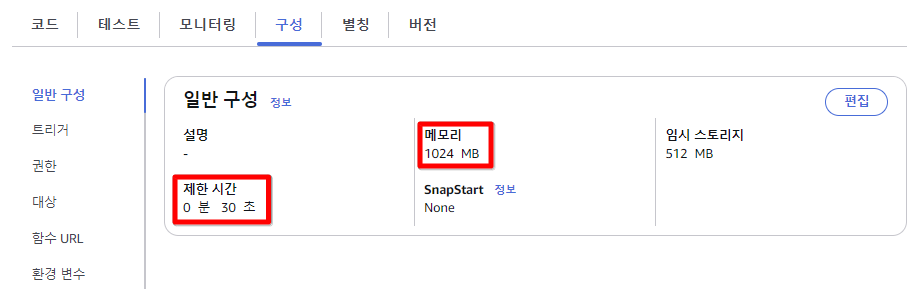 코드 테스트 모니터링 구성 별칭 버전
일반 구성
트리거
권한
대상
함수 URL
환경 변수
일반 구성 정보
편집
설명
-
메모리
1024 MB
임시 스토리지
512 MB
제한 시간
0 분 30 초
SnapStart 정보
None